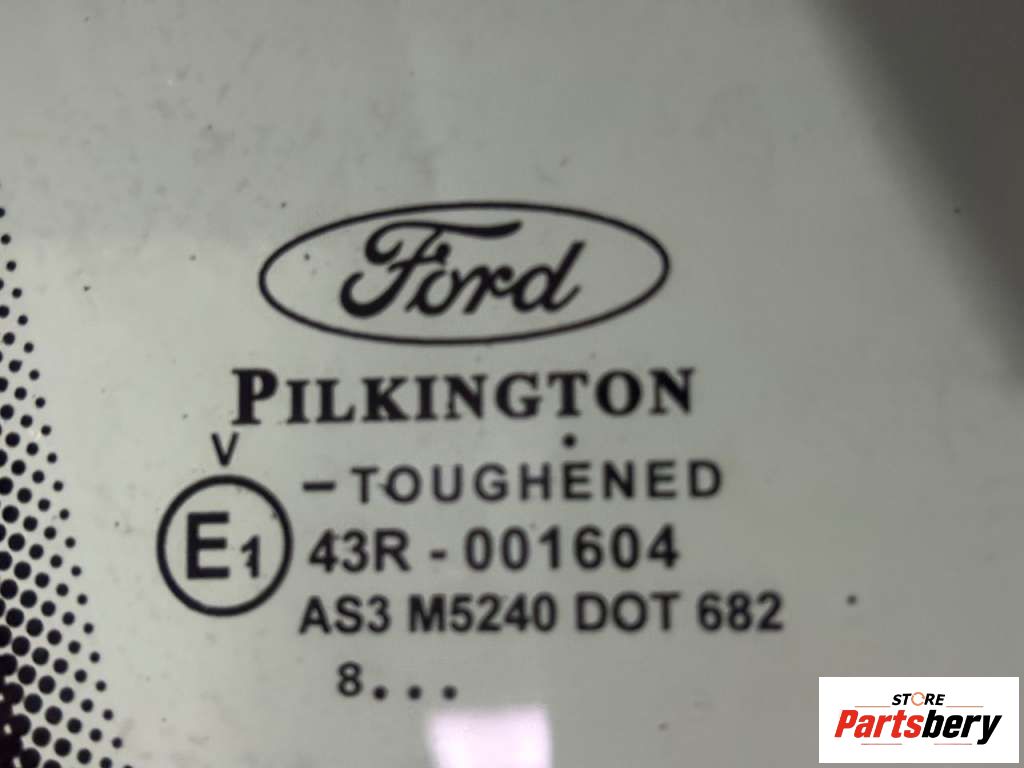 Ford
PILKINGTON
V
-TOUGHENED
E1 43R - 001604
AS3 M5240 DOT 682
8...
STORE
Partsbery